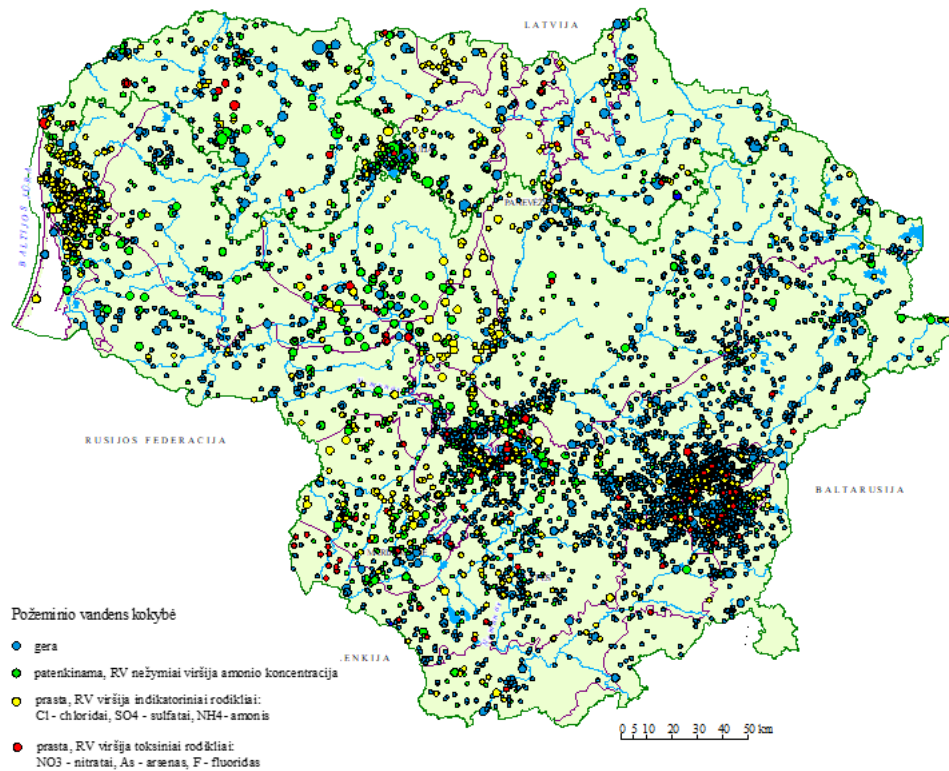 LATVIJA
BALTIJOS JŪRA
RUSIJOS FEDERACIJA
BALTARUSIJA
.ENKIJA
Požeminio vandens kokybė
gera
patenkinama, RV nežymiai viršija amonio koncentracija
prasta, RV viršija indikatoriniai rodikliai:
Cl - chloridai, SO4 - sulfatai, NH4 - amonis
prasta, RV viršija toksiniai rodikliai:
NO3 - nitratai, As - arsenas, F - fluoridas
0 5 10 20 30 40 50 km